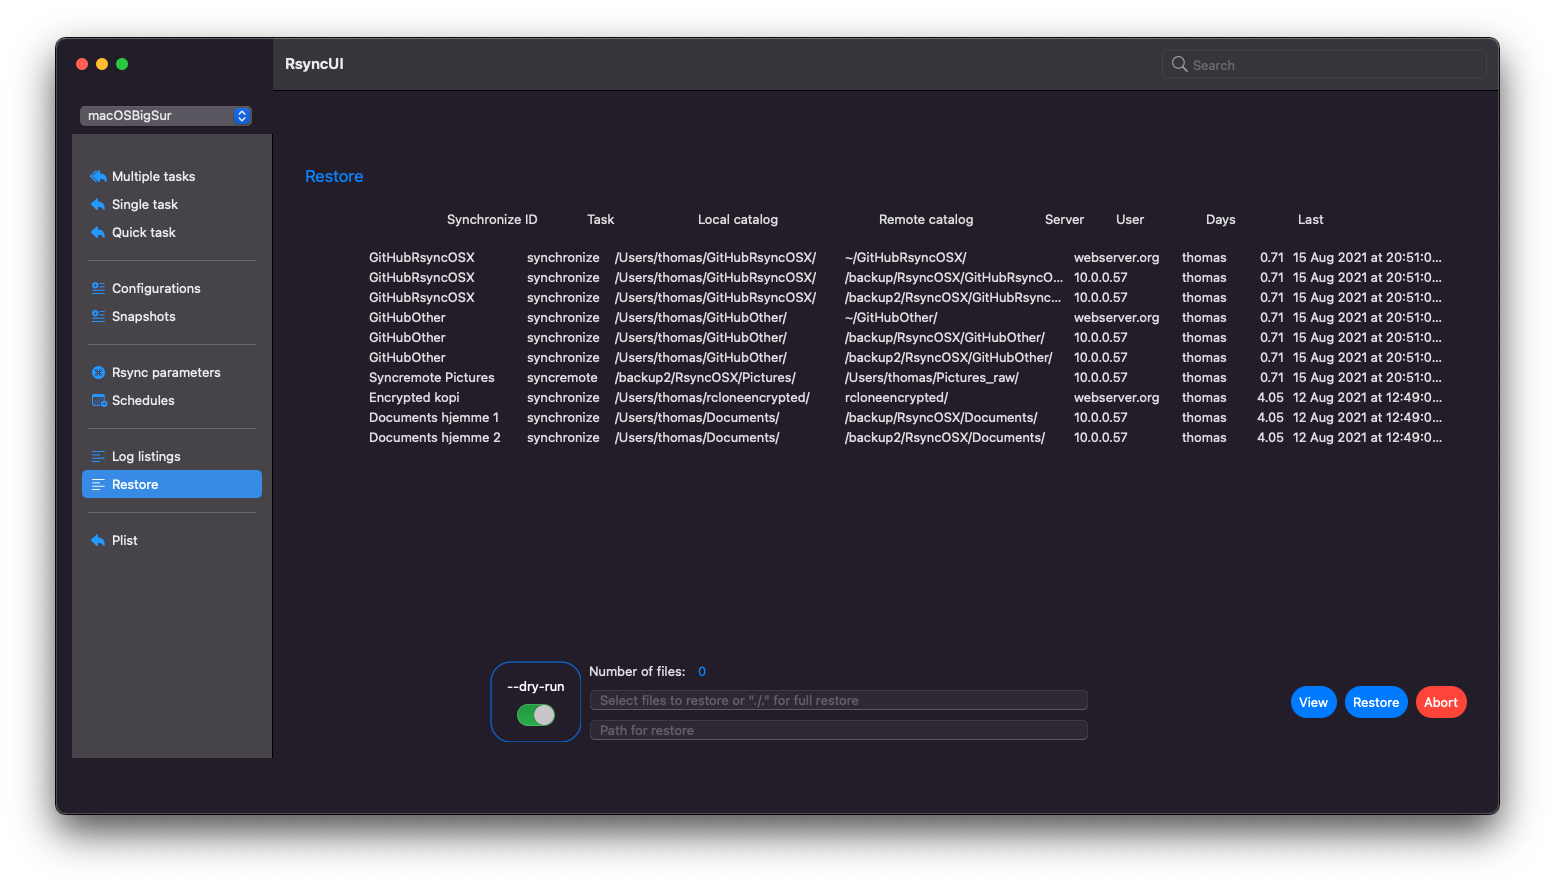 RsyncUI
Search
macOSBigSur
Multiple tasks
Single task
Quick task
Configurations
Snapshots
Rsync parameters
Schedules
Log listings
Restore
Plist
Restore
Synchronize ID Task Local catalog Remote catalog Server User Days Last
GitHubRsyncOSX synchronize /Users/thomas/GitHubRsyncOSX/ ~/GitHubRsyncOSX/ webserver.org thomas 0.71 15 Aug 2021 at 20:51:0...
GitHubRsyncOSX synchronize /Users/thomas/GitHubRsyncOSX/ /backup/RsyncOSX/GitHubRsyncO... 10.0.0.57 thomas 0.71 15 Aug 2021 at 20:51:0...
GitHubRsyncOSX synchronize /Users/thomas/GitHubRsyncOSX/ /backup2/RsyncOSX/GitHubRsync... 10.0.0.57 thomas 0.71 15 Aug 2021 at 20:51:0...
GitHubOther synchronize /Users/thomas/GitHubOther/ ~/GitHubOther/ webserver.org thomas 0.71 15 Aug 2021 at 20:51:0...
GitHubOther synchronize /Users/thomas/GitHubOther/ /backup/RsyncOSX/GitHubOther/ 10.0.0.57 thomas 0.71 15 Aug 2021 at 20:51:0...
GitHubOther synchronize /Users/thomas/GitHubOther/ /backup2/RsyncOSX/GitHubOther/ 10.0.0.57 thomas 0.71 15 Aug 2021 at 20:51:0...
Syncremote Pictures syncremote /backup2/RsyncOSX/Pictures/ /Users/thomas/Pictures_raw/ 10.0.0.57 thomas 0.71 15 Aug 2021 at 20:51:0...
Encrypted kopi synchronize /Users/thomas/rcloneencrypted/ rcloneencrypted/ webserver.org thomas 4.05 12 Aug 2021 at 12:49:0...
Documents hjemme 1 synchronize /Users/thomas/Documents/ /backup/RsyncOSX/Documents/ 10.0.0.57 thomas 4.05 12 Aug 2021 at 12:49:0...
Documents hjemme 2 synchronize /Users/thomas/Documents/ /backup2/RsyncOSX/Documents/ 10.0.0.57 thomas 4.05 12 Aug 2021 at 12:49:0...
--dry-run
Number of files: 0
Select files to restore or "./." for full restore
Path for restore
View Restore Abort